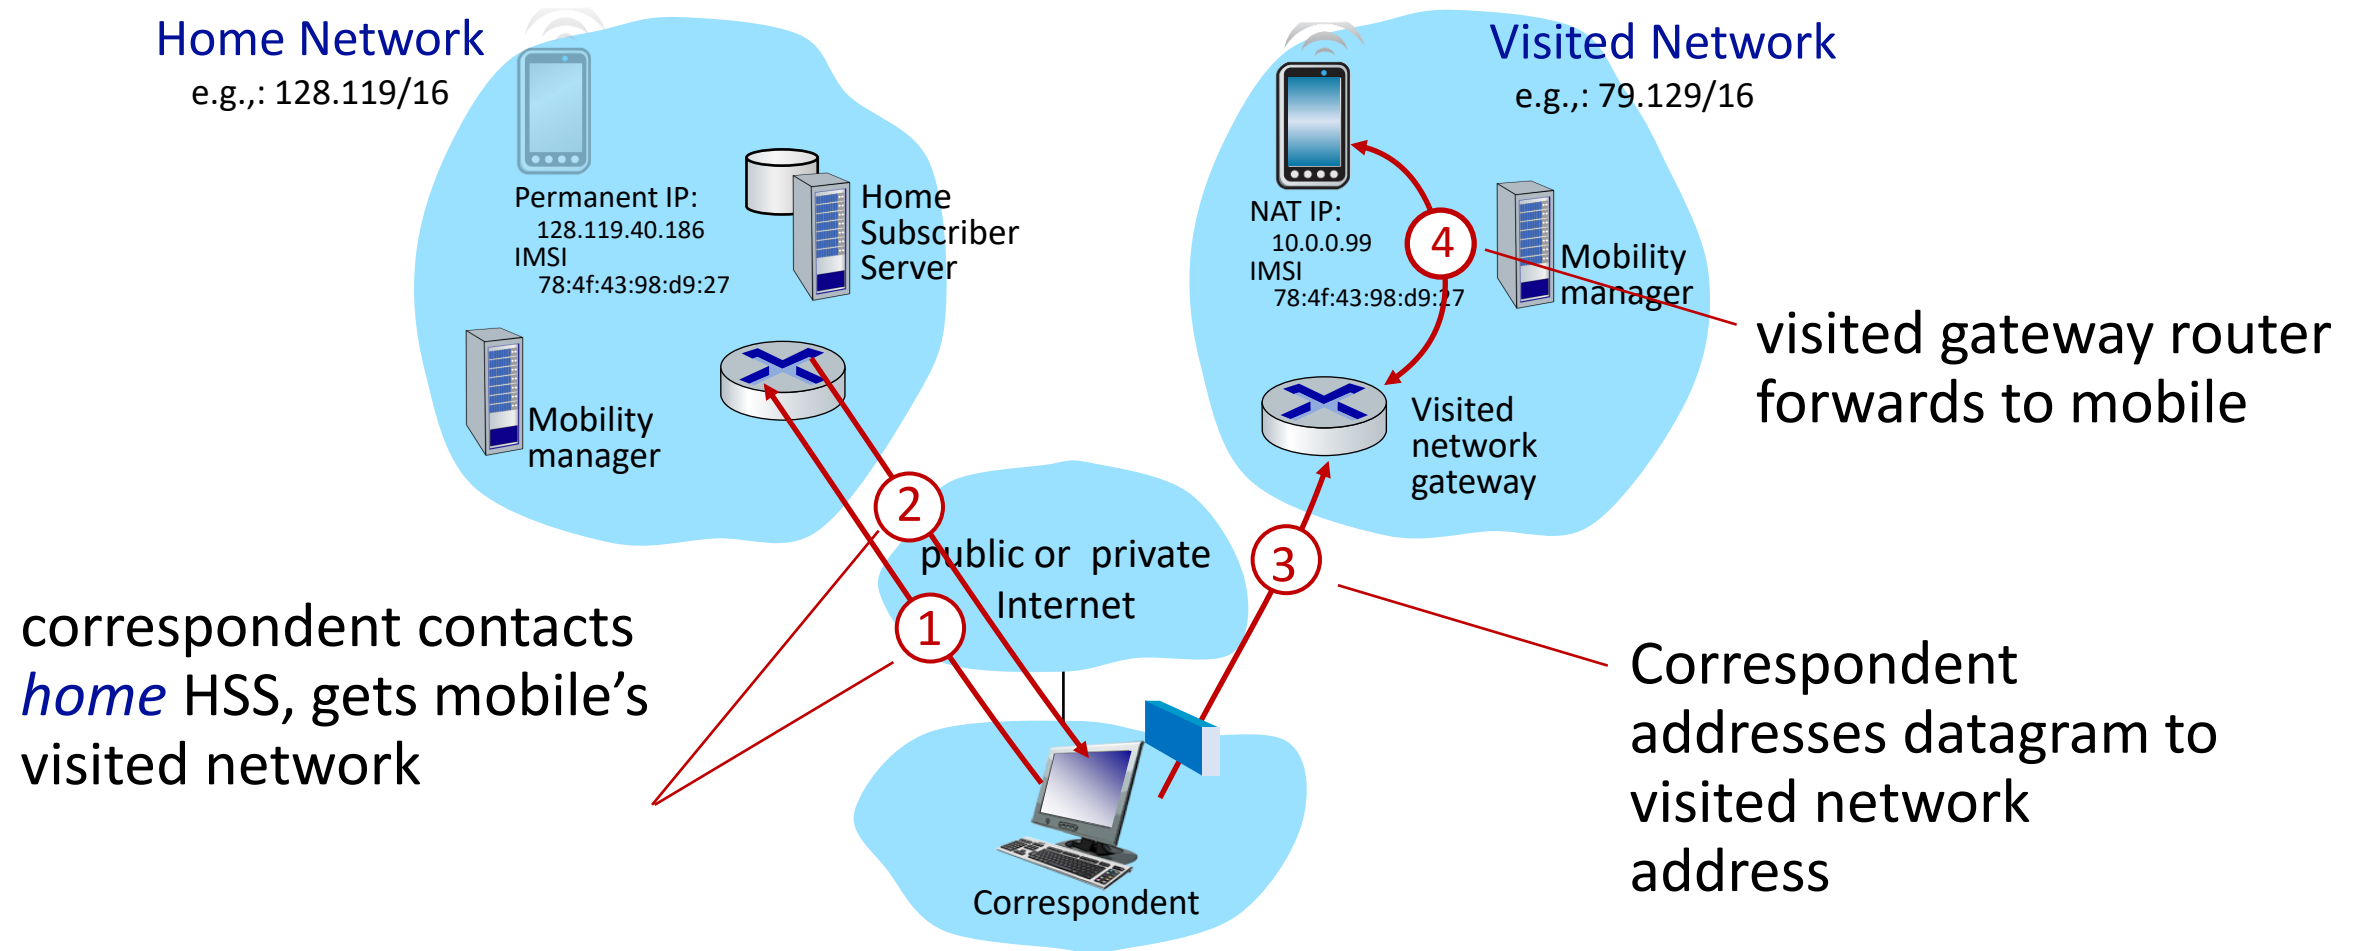 Home Network
e.g.,: 128.119/16
Permanent IP:
128.119.40.186
IMSI
78:4f:43:98:d9:27
Home
Subscriber
Server
Mobility
manager
Visited Network
e.g.,: 79.129/16
NAT IP:
10.0.0.99
IMSI
78:4f:43:98:d9:27
4
Mobility
manager
visited gateway router
forwards to mobile
Visited
network
gateway
2
public or  private
Internet
3
1
correspondent contacts
home HSS, gets mobile’s
visited network
Correspondent
addresses datagram to
visited network
address
Correspondent